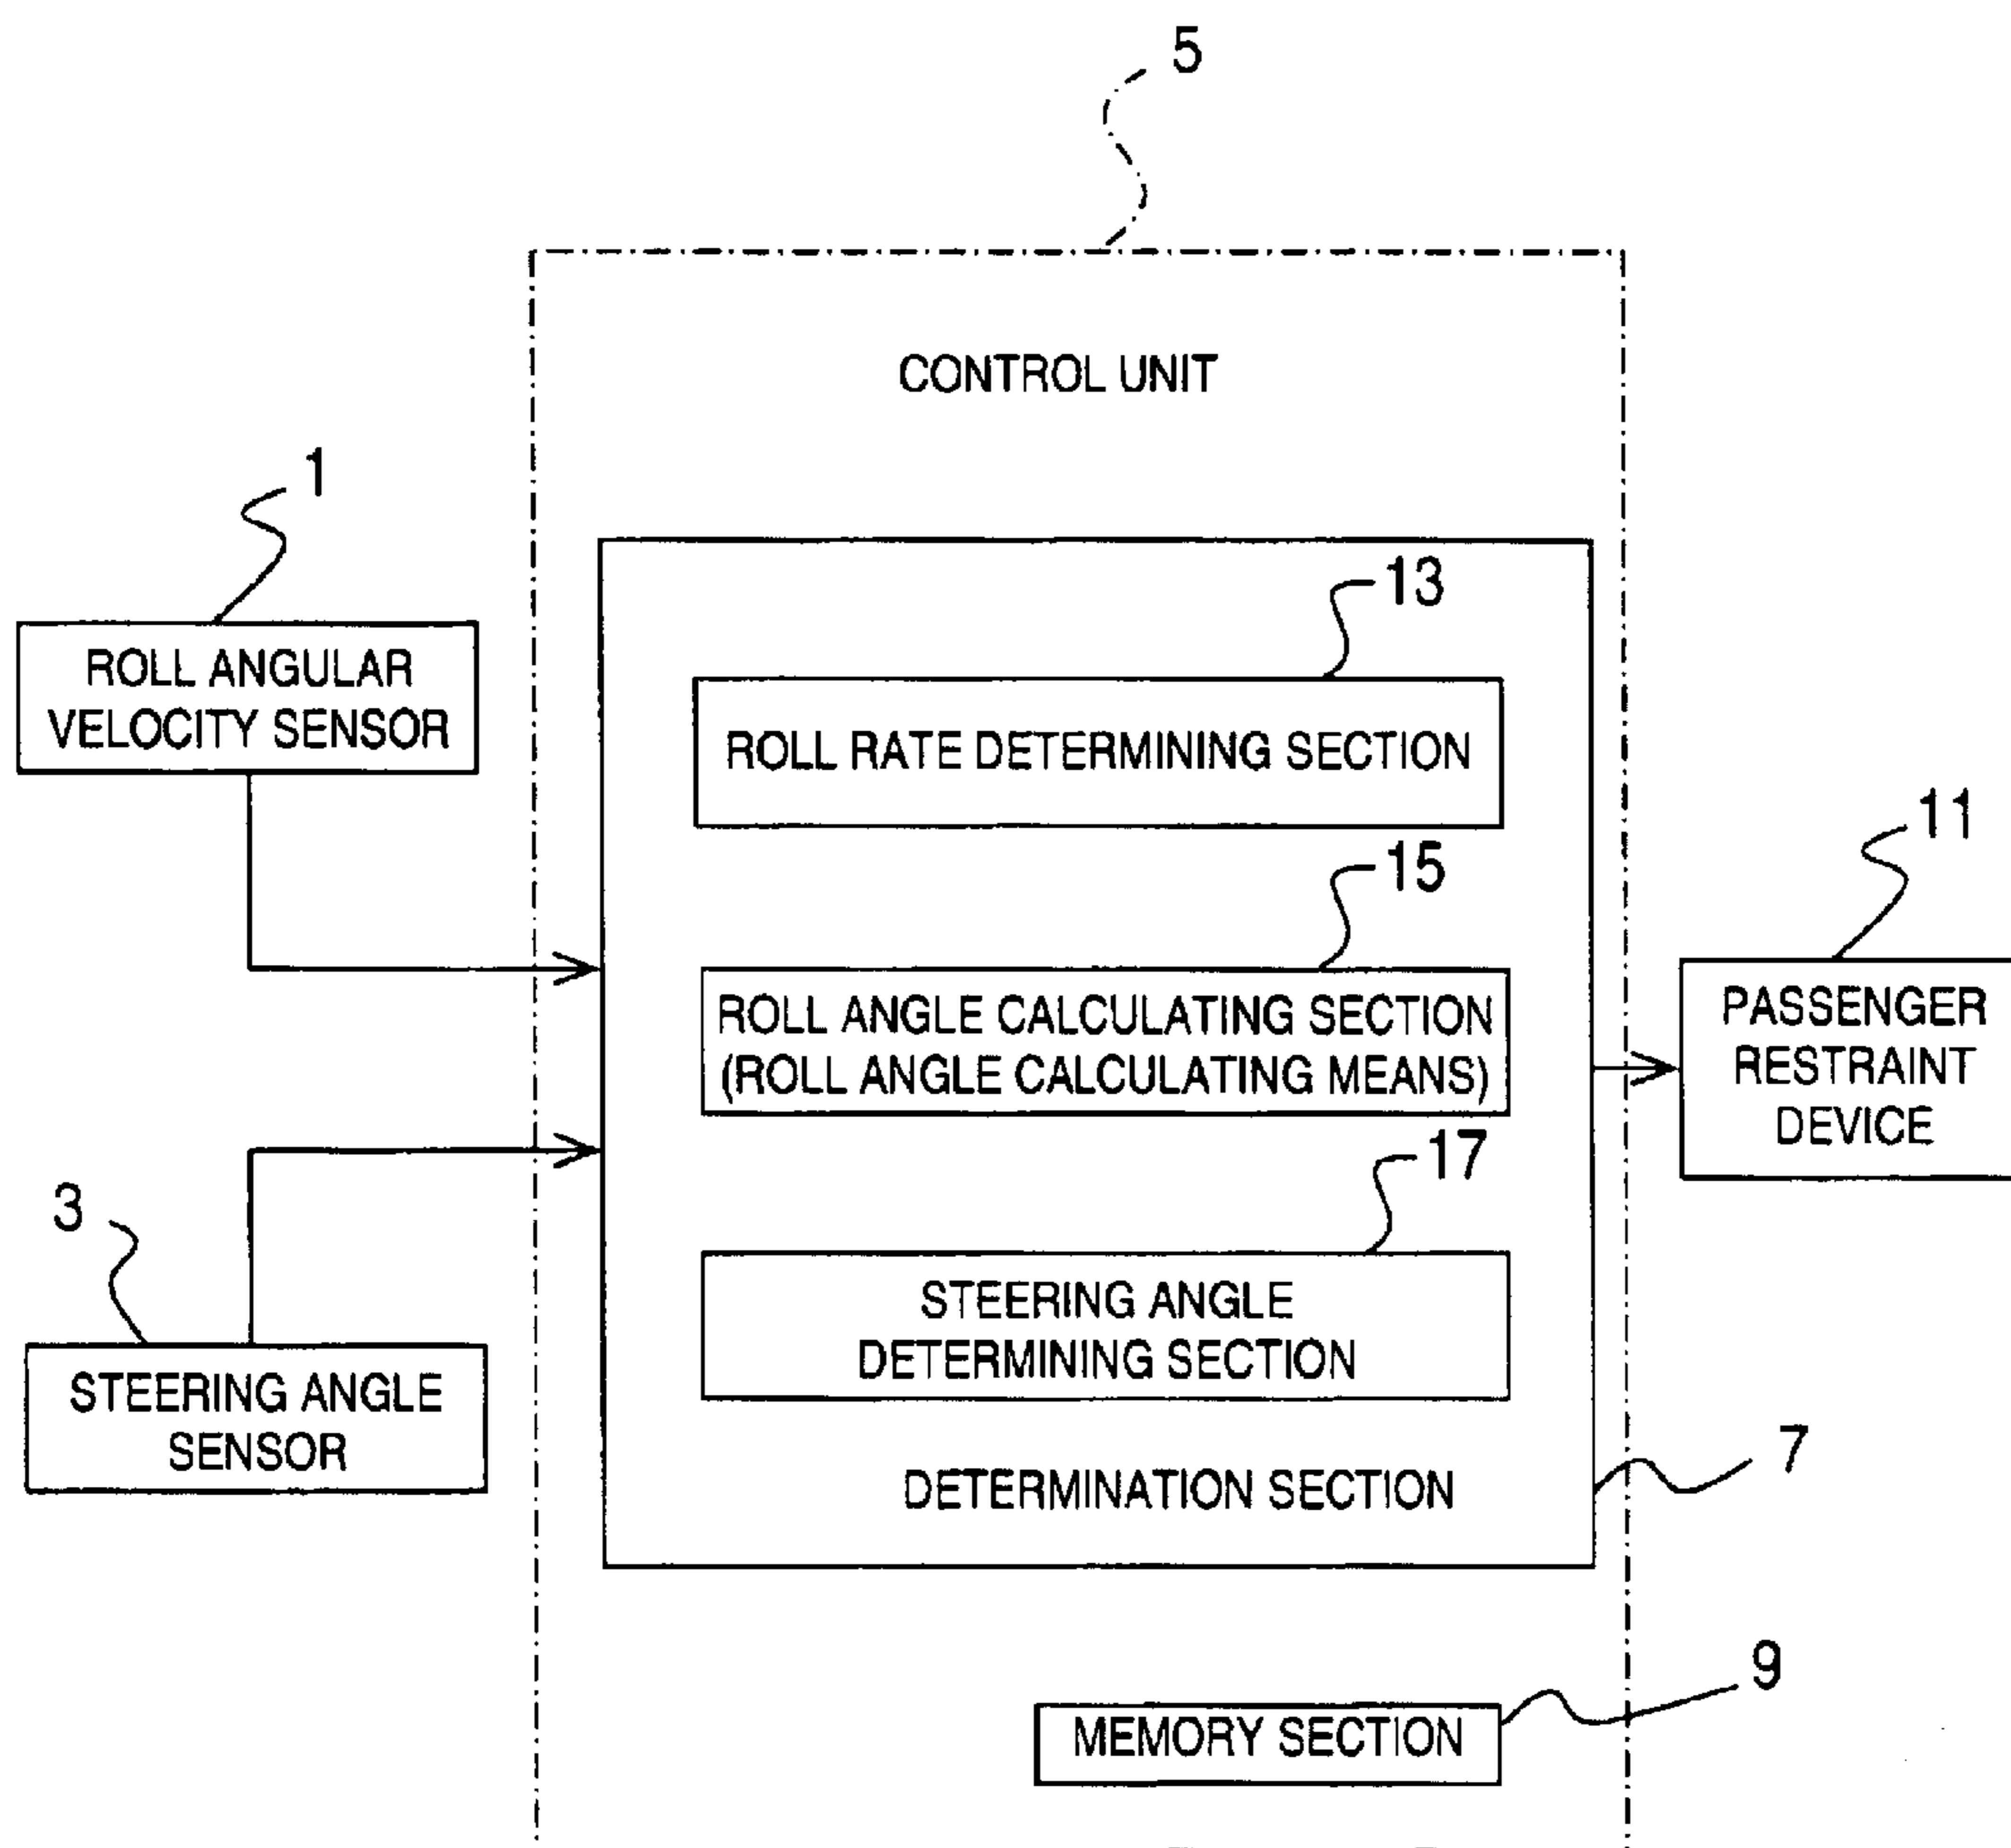 5
CONTROL UNIT
1
ROLL ANGULAR
VELOCITY SENSOR
13
ROLL RATE DETERMINING SECTION
15
ROLL ANGLE CALCULATING SECTION
(ROLL ANGLE CALCULATING MEANS)
11
PASSENGER
RESTRAINT
DEVICE
17
STEERING ANGLE
DETERMINING SECTION
3
STEERING ANGLE
SENSOR
DETERMINATION SECTION
7
9
MEMORY SECTION